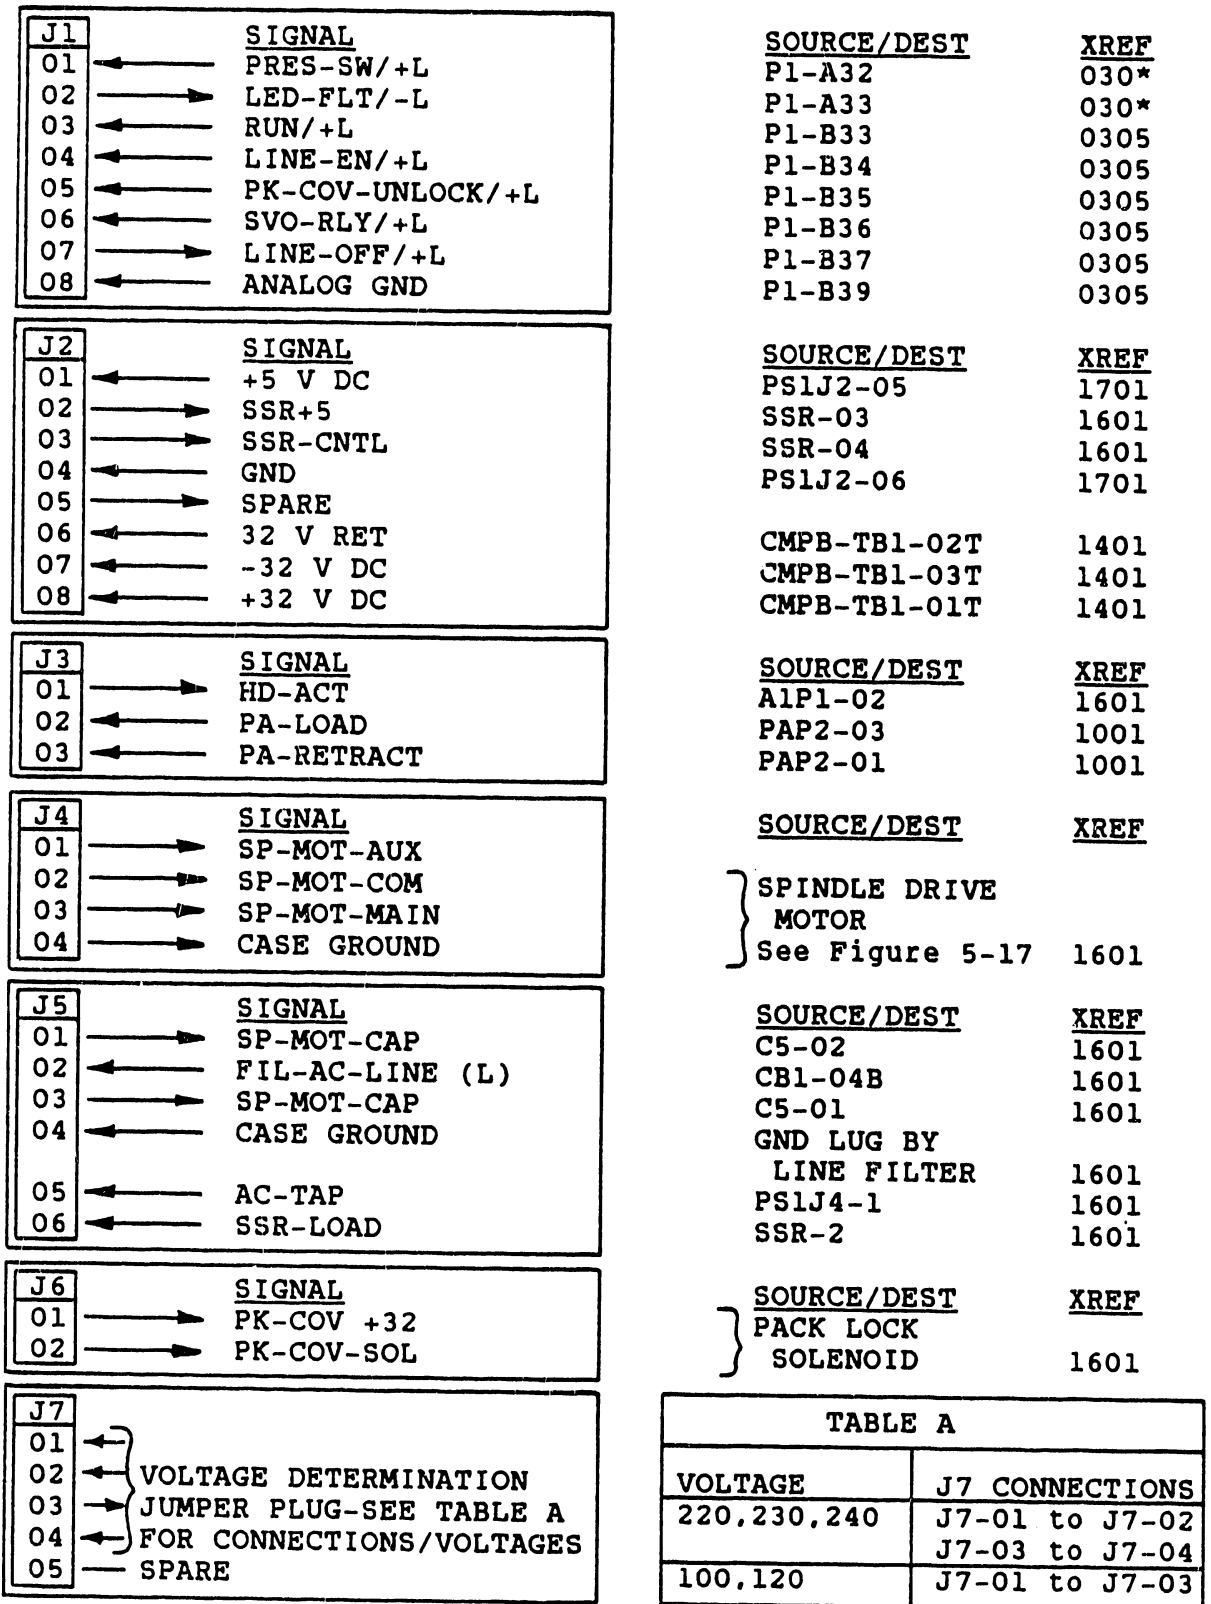 J1 SIGNAL SOURCE/DEST XREF
01 PRES-SW/+L P1-A32 030*
02 LED-FLT/-L P1-A33 030*
03 RUN/+L P1-B33 0305
04 LINE-EN/+L P1-B34 0305
05 PK-COV-UNLOCK/+L P1-B35 0305
06 SVO-RLY/+L P1-B36 0305
07 LINE-OFF/+L P1-B37 0305
08 ANALOG GND P1-B39 0305
J2 SIGNAL SOURCE/DEST XREF
01 +5 V DC PS1J2-05 1701
02 SSR+5 SSR-03 1601
03 SSR-CNTL SSR-04 1601
04 GND PS1J2-06 1701
05 SPARE
06 32 V RET CMPB-TB1-02T 1401
07 -32 V DC CMPB-TB1-03T 1401
08 +32 V DC CMPB-TB1-01T 1401
J3 SIGNAL SOURCE/DEST XREF
01 HD-ACT A1P1-02 1601
02 PA-LOAD PAP2-03 1001
03 PA-RETRACT PAP2-01 1001
J4 SIGNAL SOURCE/DEST XREF
01 SP-MOT-AUX
02 SP-MOT-COM SPINDLE DRIVE
03 SP-MOT-MAIN MOTOR
04 CASE GROUND See Figure 5-17 1601
J5 SIGNAL SOURCE/DEST XREF
01 SP-MOT-CAP C5-02 1601
02 FIL-AC-LINE (L) CB1-04B 1601
03 SP-MOT-CAP C5-01 1601
04 CASE GROUND GND LUG BY
LINE FILTER 1601
05 AC-TAP PS1J4-1 1601
06 SSR-LOAD SSR-2 1601
J6 SIGNAL SOURCE/DEST XREF
01 PK-COV +32 PACK LOCK
02 PK-COV-SOL SOLENOID 1601
J7
01
02 VOLTAGE DETERMINATION
03 JUMPER PLUG-SEE TABLE A
04 FOR CONNECTIONS/VOLTAGES
05 SPARE
TABLE A
VOLTAGE J7 CONNECTIONS
220,230,240 J7-01 to J7-02
J7-03 to J7-04
100,120 J7-01 to J7-03